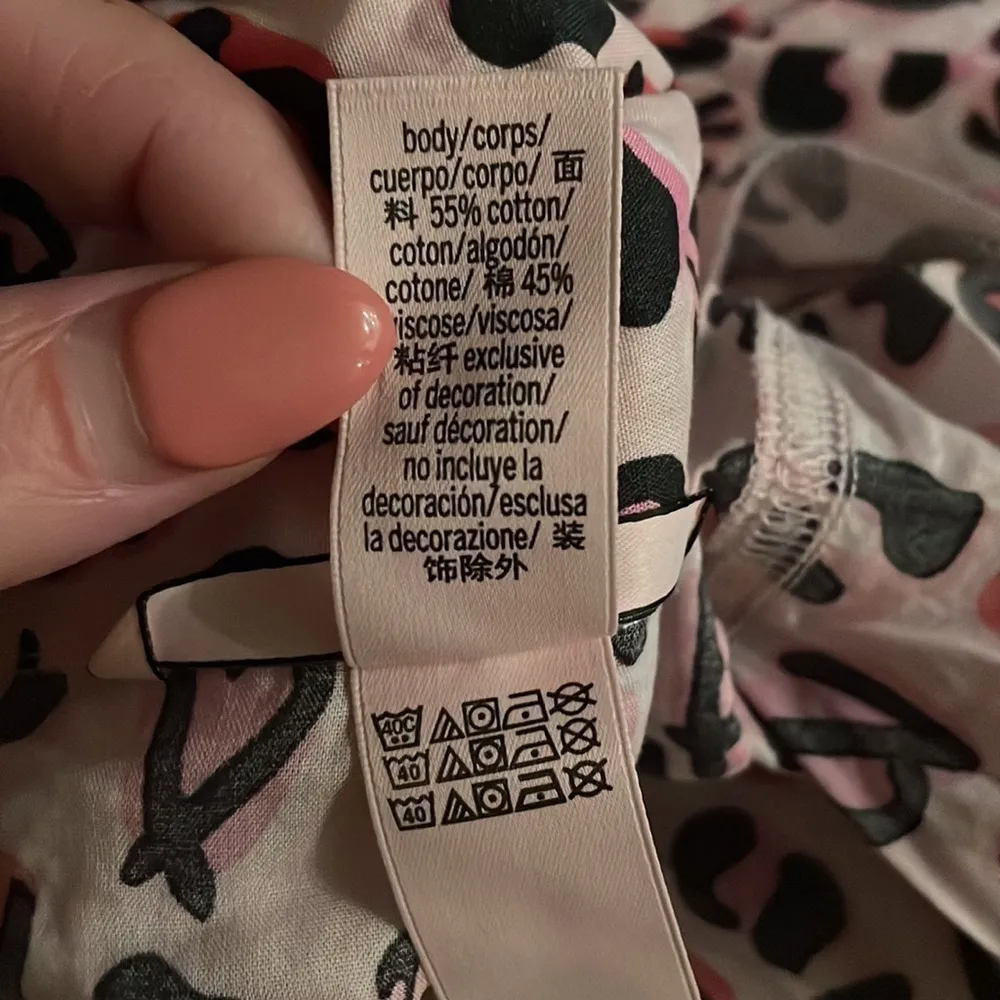 body/corps/
cuerpo/corpo/ 面
料 55% cotton/
coton/algodón/
cotone/ 棉 45%
viscose/viscosa/
粘纤 exclusive
of decoration/
sauf décoration/
no incluye la
decoración/esclusa
la decorazione/ 装
饰除外
40C
40
40